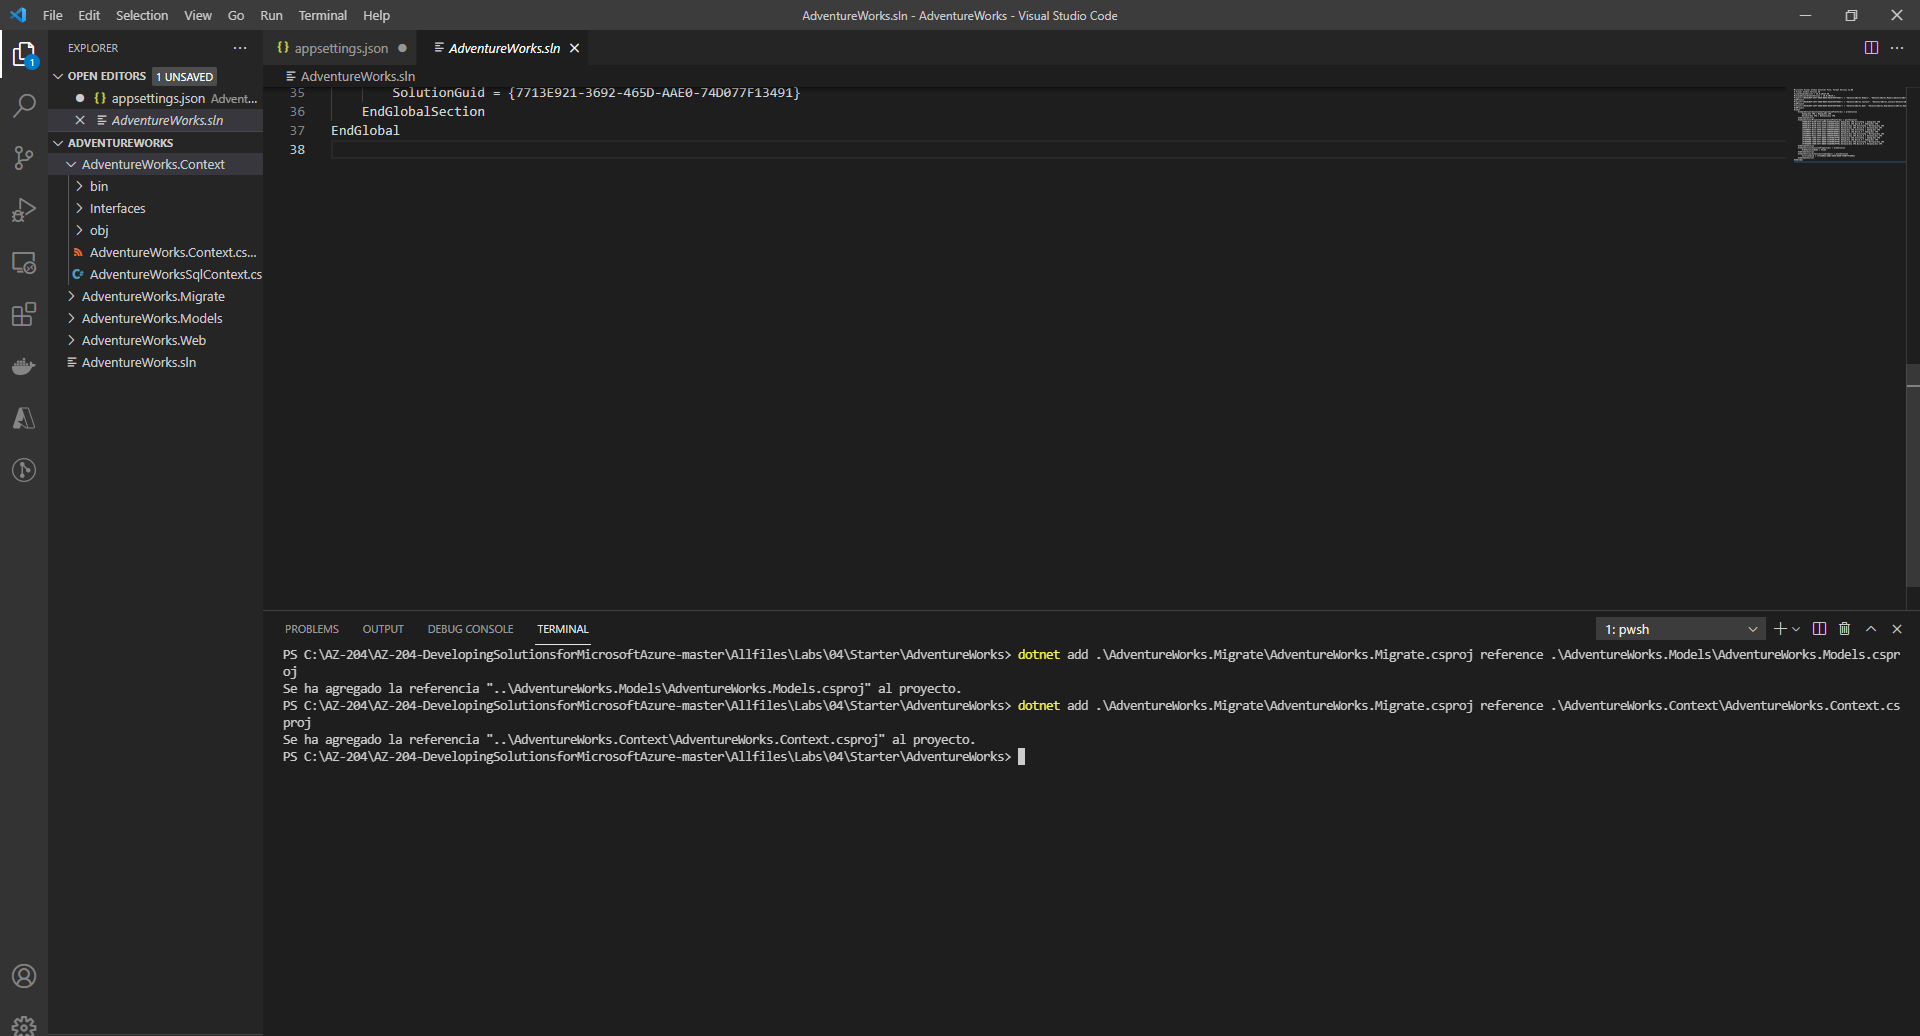 File Edit Selection View Go Run Terminal Help
AdventureWorks.sln - AdventureWorks - Visual Studio Code
1
EXPLORER
OPEN EDITORS 1 UNSAVED
appsettings.json Advent...
AdventureWorks.sln
ADVENTUREWORKS
AdventureWorks.Context
bin
Interfaces
obj
AdventureWorks.Context.cs...
AdventureWorksSqlContext.cs
AdventureWorks.Migrate
AdventureWorks.Models
AdventureWorks.Web
AdventureWorks.sln
appsettings.json
AdventureWorks.sln
AdventureWorks.sln
35 SolutionGuid = {7713E921-3692-465D-AAE0-74D077F13491}
36 EndGlobalSection
37 EndGlobal
38
PROBLEMS OUTPUT DEBUG CONSOLE TERMINAL
1: pwsh
PS C:\AZ-204\AZ-204-DevelopingSolutionsforMicrosoftAzure-master\Allfiles\Labs\04\Starter\AdventureWorks> dotnet add .\AdventureWorks.Migrate\AdventureWorks.Migrate.csproj reference .\AdventureWorks.Models\AdventureWorks.Models.cspr
oj
Se ha agregado la referencia "..\AdventureWorks.Models\AdventureWorks.Models.csproj" al proyecto.
PS C:\AZ-204\AZ-204-DevelopingSolutionsforMicrosoftAzure-master\Allfiles\Labs\04\Starter\AdventureWorks> dotnet add .\AdventureWorks.Migrate\AdventureWorks.Migrate.csproj reference .\AdventureWorks.Context\AdventureWorks.Context.cs
proj
Se ha agregado la referencia "..\AdventureWorks.Context\AdventureWorks.Context.csproj" al proyecto.
PS C:\AZ-204\AZ-204-DevelopingSolutionsforMicrosoftAzure-master\Allfiles\Labs\04\Starter\AdventureWorks>